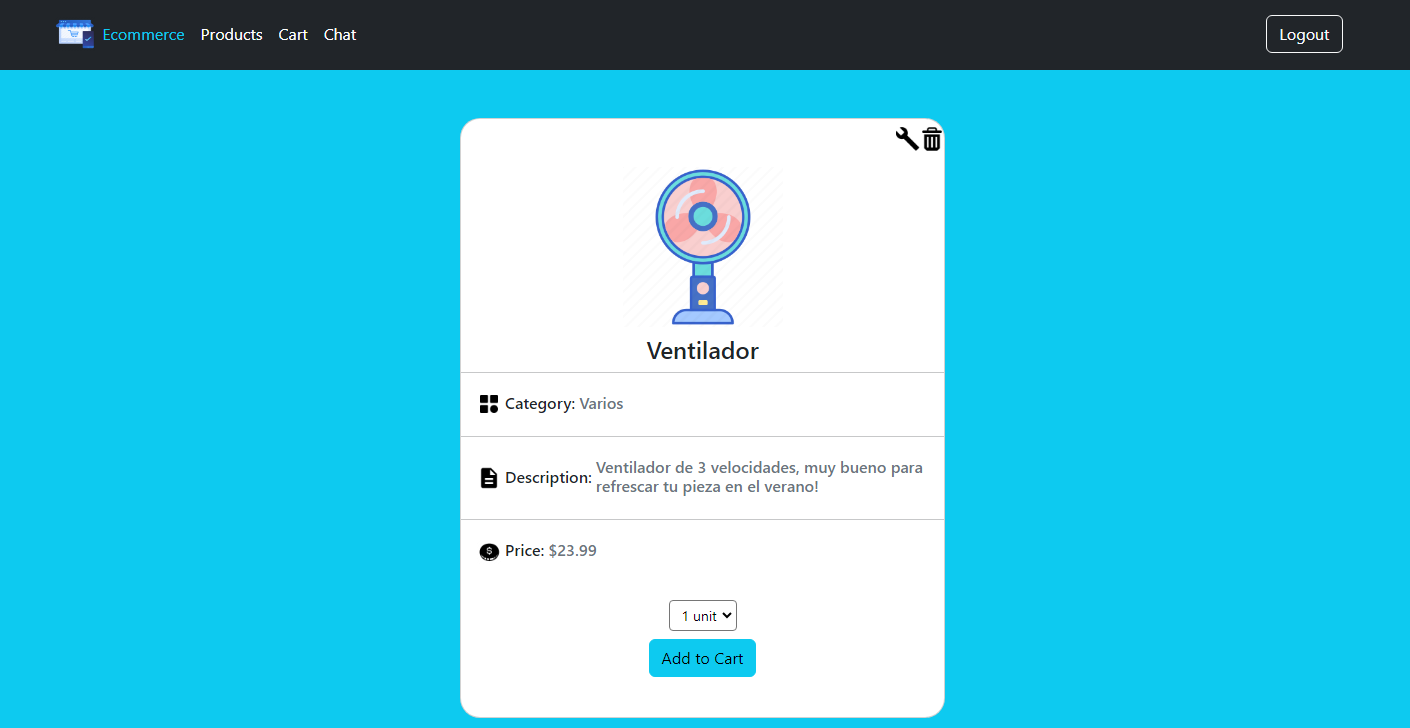 Ecommerce Products Cart Chat Logout
Ventilador
Category: Varios
Description: Ventilador de 3 velocidades, muy bueno para
refrescar tu pieza en el verano!
Price: $23.99
1 unit
Add to Cart